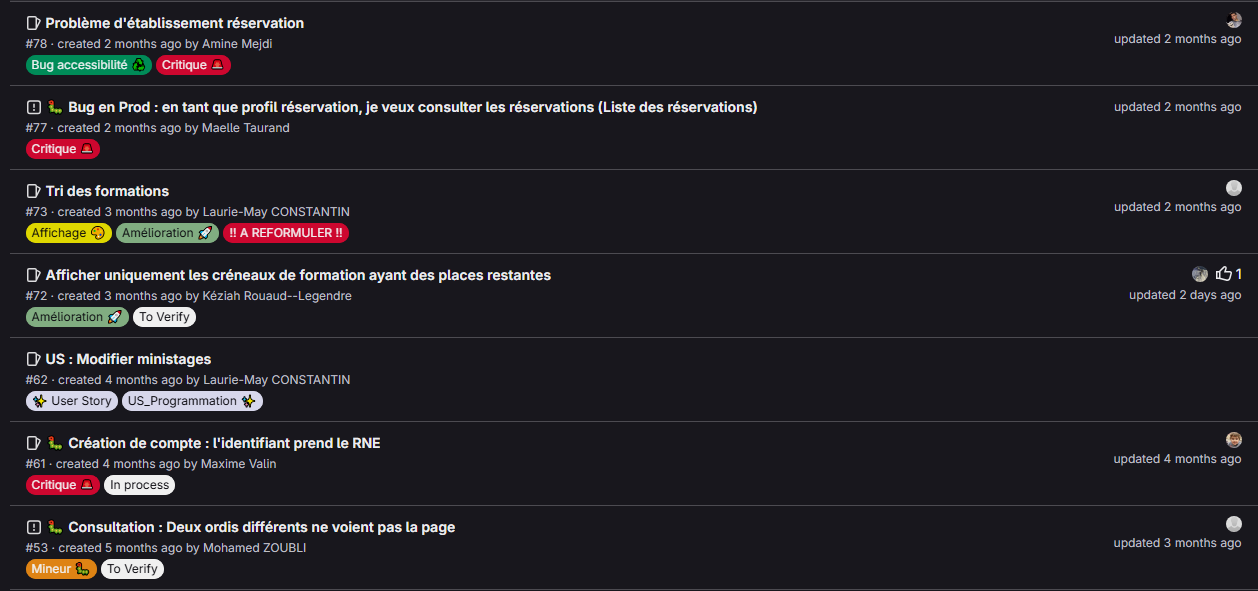 Problème d'établissement réservation
#78 · created 2 months ago by Amine Mejdi
updated 2 months ago
Bug accessibilité Critique
Bug en Prod : en tant que profil réservation, je veux consulter les réservations (Liste des réservations)
updated 2 months ago
#77 · created 2 months ago by Maelle Taurand
Critique
Tri des formations
#73 · created 3 months ago by Laurie-May CONSTANTIN
updated 2 months ago
Affichage Amélioration !! A REFORMULER !!
Afficher uniquement les créneaux de formation ayant des places restantes
1
#72 · created 3 months ago by Kéziah Rouaud--Legendre
updated 2 days ago
Amélioration To Verify
US : Modifier ministages
#62 · created 4 months ago by Laurie-May CONSTANTIN
User Story US_Programmation
Création de compte : l'identifiant prend le RNE
#61 · created 4 months ago by Maxime Valin
updated 4 months ago
Critique In process
Consultation : Deux ordis différents ne voient pas la page
#53 · created 5 months ago by Mohamed ZOUBLI
updated 3 months ago
Mineur To Verify